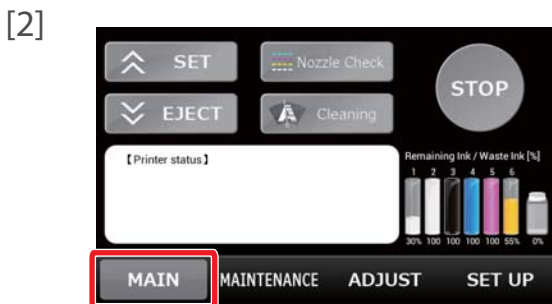 [2]
SET
Nozzle Check
STOP
EJECT
Cleaning
【Printer status】
Remaining Ink / Waste Ink [%]
1 2 3 4 5 6
30% 100 100 100 100 55% 0%
MAIN MAINTENANCE ADJUST SET UP